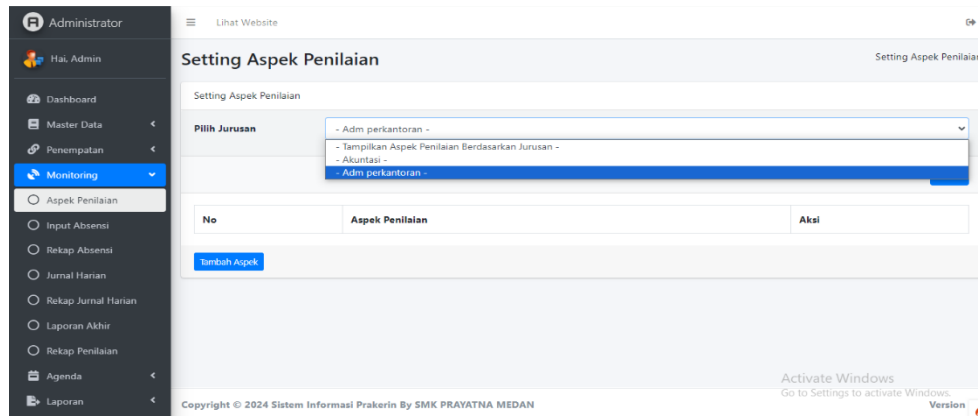 Administrator
Lihat Website
Hai, Admin
Setting Aspek Penilaian
Setting Aspek Penilaian
Dashboard
Master Data
Penempatan
Monitoring
Aspek Penilaian
Input Absensi
Rekap Absensi
Jurnal Harian
Rekap Jurnal Harian
Laporan Akhir
Rekap Penilaian
Agenda
Laporan
Setting Aspek Penilaian
Pilih Jurusan
- Adm perkantoran -
- Tampilkan Aspek Penilaian Berdasarkan Jurusan -
- Akuntasi -
- Adm perkantoran -
No Aspek Penilaian Aksi
Tambah Aspek
Activate Windows
Go to Settings to activate Windows.
Copyright © 2024 Sistem Informasi Prakerin By SMK PRAYATNA MEDAN
Version